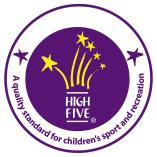 HIGH
FIVE ®
A quality standard for children's sport and recreation